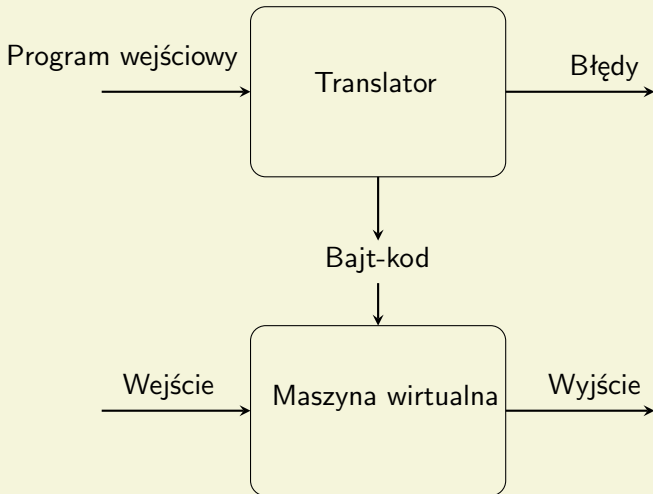 Program wejściowy
Translator
Błędy
Bajt-kod
Wejście
Maszyna wirtualna
Wyjście